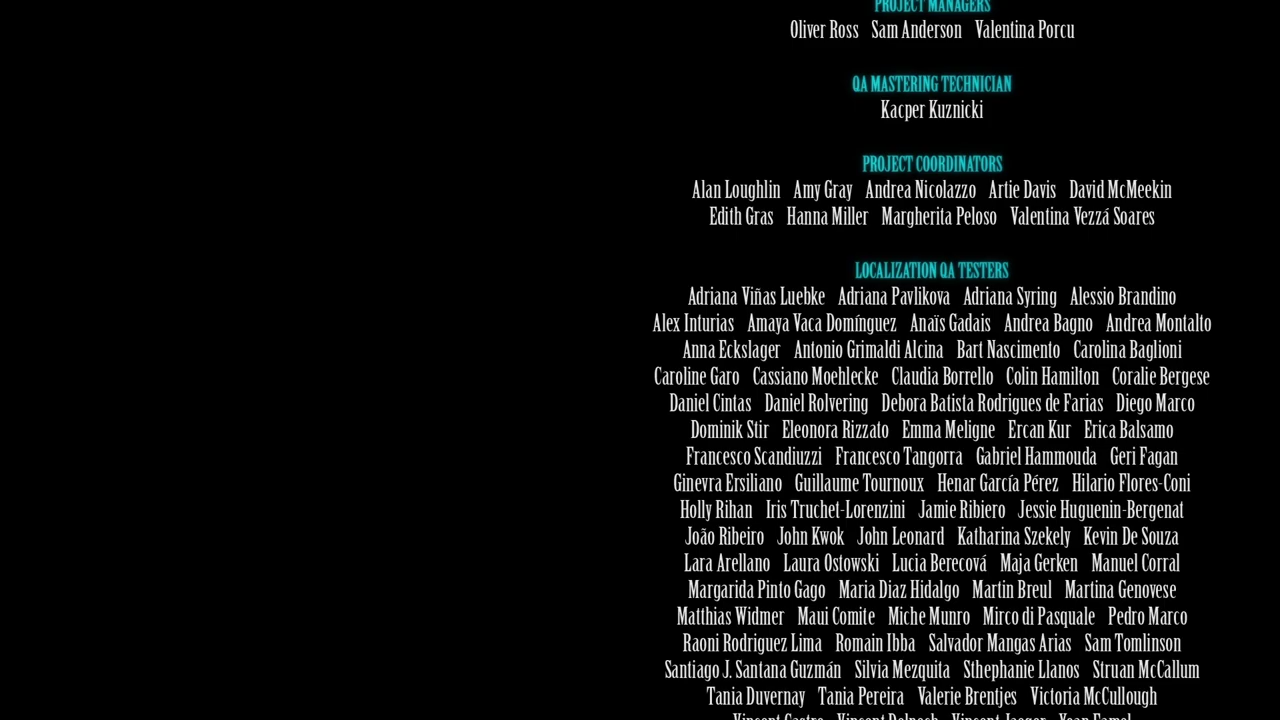 PROJECT MANAGERS
Oliver Ross Sam Anderson Valentina Porcu
QA MASTERING TECHNICIAN
Kacper Kuznicki
PROJECT COORDINATORS
Alan Loughlin Amy Gray Andrea Nicolazzo Artie Davis David McMeekin
Edith Gras Hanna Miller Margherita Peloso Valentina Vezzá Soares
LOCALIZATION QA TESTERS
Adriana Viñas Luebke Adriana Pavlikova Adriana Syring Alessio Brandino
Alex Inturias Amaya Vaca Domínguez Anaïs Gadais Andrea Bagno Andrea Montalto
Anna Eckslager Antonio Grimaldi Alcina Bart Nascimento Carolina Baglioni
Caroline Garo Cassiano Moehlecke Claudia Borrello Colin Hamilton Coralie Bergese
Daniel Cintas Daniel Rolvering Debora Batista Rodrigues de Farias Diego Marco
Dominik Stir Eleonora Rizzato Emma Meligne Ercan Kur Erica Balsamo
Francesco Scandiuzzi Francesco Tangorra Gabriel Hammouda Geri Fagan
Ginevra Ersiliano Guillaume Tournoux Henar García Pérez Hilario Flores-Coni
Holly Rihan Iris Truchet-Lorenzini Jamie Ribiero Jessie Huguenin-Bergenat
João Ribeiro John Kwok John Leonard Katharina Szekely Kevin De Souza
Lara Arellano Laura Ostowski Lucia Berecová Maja Gerken Manuel Corral
Margarida Pinto Gago Maria Diaz Hidalgo Martin Breul Martina Genovese
Matthias Widmer Maui Comite Miche Munro Mirco di Pasquale Pedro Marco
Raoni Rodriguez Lima Romain Ibba Salvador Mangas Arias Sam Tomlinson
Santiago J. Santana Guzmán Silvia Mezquita Sthephanie Llanos Struan McCallum
Tania Duvernay Tania Pereira Valerie Brentjes Victoria McCullough
Vincent Vincent Vincent